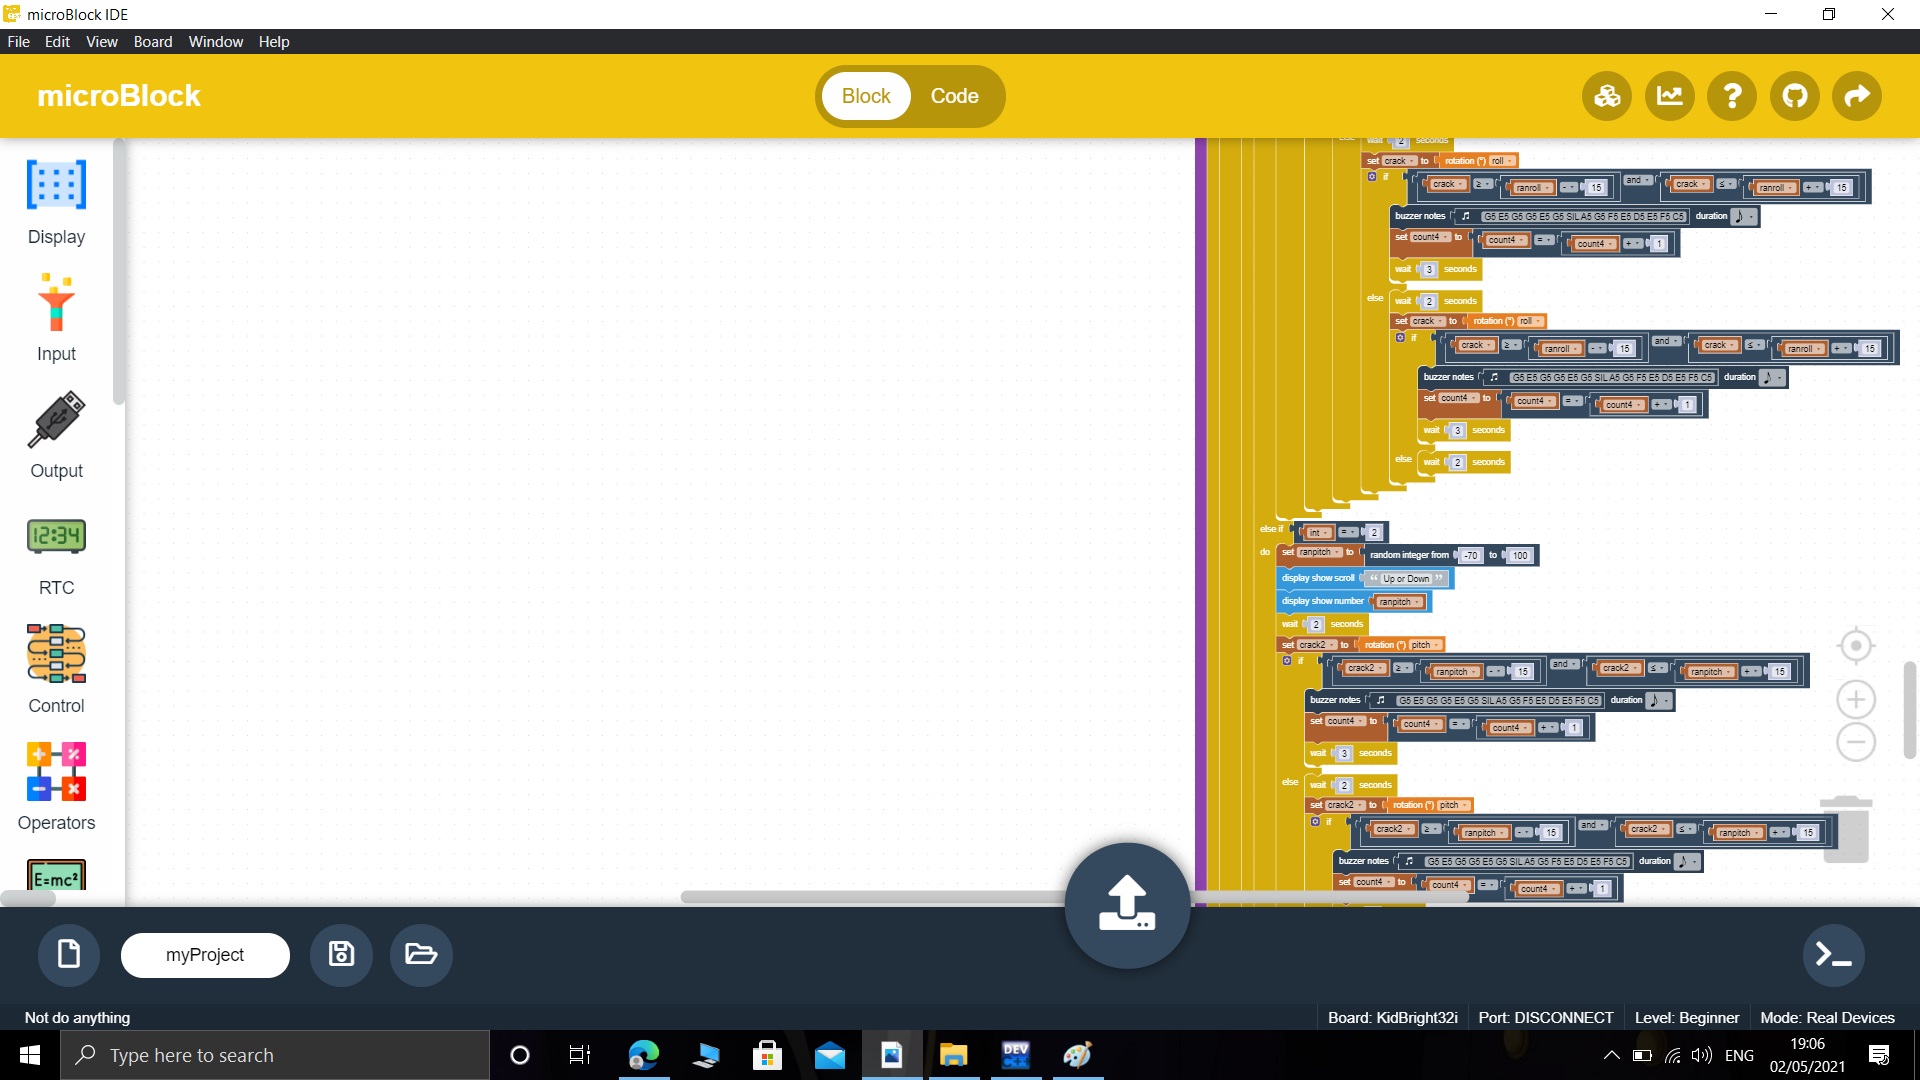 microBlock IDE
File Edit View Board Window Help
microBlock
Block Code
?
Display
Input
Output
12:34
RTC
Control
Operators
E=mc²
wait 2 seconds
set crack to rotation (°) roll
if crack ≥ ranroll - 15 and crack ≤ ranroll + 15
buzzer notes G5 E5 G5 G5 E5 G5 SIL A5 G5 F5 E5 D5 E5 F5 C5 duration
set count4 to count4 = count4 + 1
wait 3 seconds
else wait 2 seconds
set crack to rotation (°) roll
if crack ≥ ranroll - 15 and crack ≤ ranroll + 15
buzzer notes G5 E5 G5 G5 E5 G5 SIL A5 G5 F5 E5 D5 E5 F5 C5 duration
set count4 to count4 = count4 + 1
wait 3 seconds
else wait 2 seconds
else if int = 2
do set ranpitch to random integer from -70 to 100
display show scroll “ Up or Down ”
display show number ranpitch
wait 2 seconds
set crack2 to rotation (°) pitch
if crack2 ≥ ranpitch - 15 and crack2 ≤ ranpitch + 15
buzzer notes G5 E5 G5 G5 E5 G5 SIL A5 G5 F5 E5 D5 E5 F5 C5 duration
set count4 to count4 = count4 + 1
wait 3 seconds
else wait 2 seconds
set crack2 to rotation (°) pitch
if crack2 ≥ ranpitch - 15 and crack2 ≤ ranpitch + 15
buzzer notes G5 E5 G5 G5 E5 G5 SIL A5 G5 F5 E5 D5 E5 F5 C5 duration
set count4 to count4 = count4 + 1
myProject
Not do anything
Board: KidBright32i Port: DISCONNECT Level: Beginner Mode: Real Devices
Type here to search
DEV
C++
ENG
19:06
02/05/2021